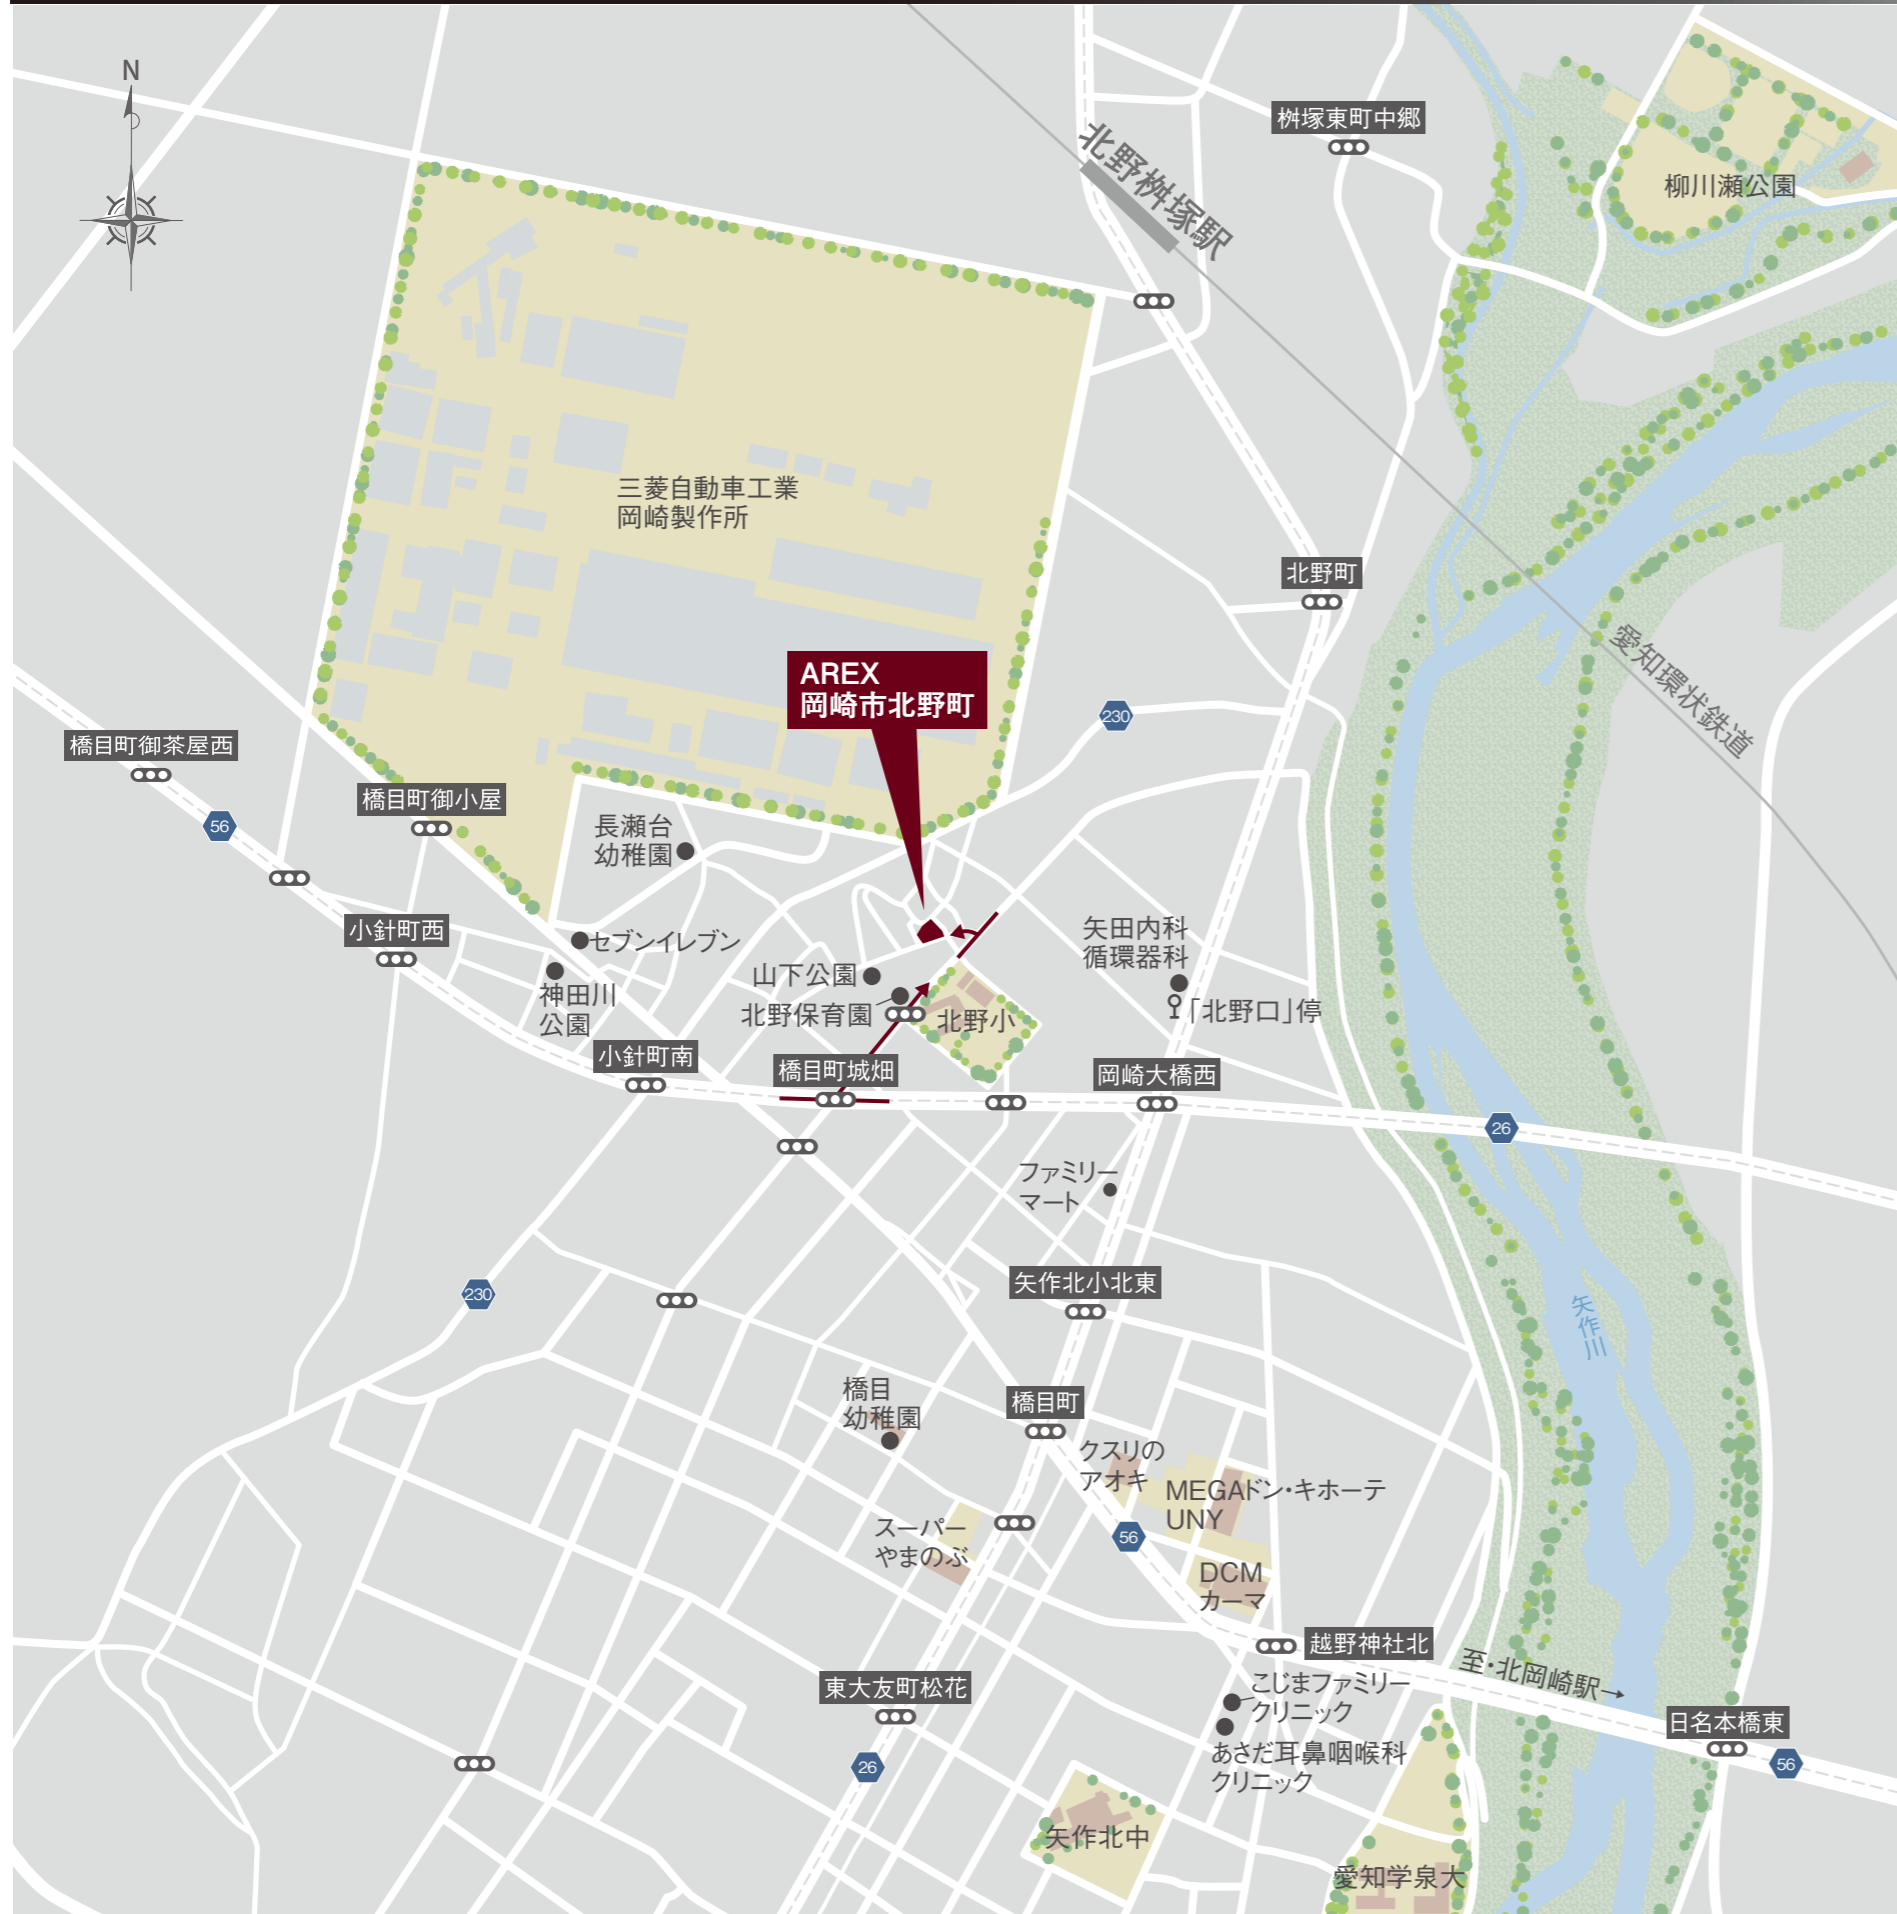 N
桝塚東町中郷
北野桝塚駅
柳川瀬公園
三菱自動車工業
岡崎製作所
北野町
愛知環状鉄道
AREX
岡崎市北野町
230
橋目町御茶屋西
56
橋目町御小屋
長瀬台
幼稚園
小針町西
セブンイレブン
神田川
公園
山下公園
北野保育園
北野小
矢田内科
循環器科
「北野口」停
小針町南
橋目町城畑
岡崎大橋西
26
ファミリー
マート
矢作北小北東
230
矢作川
橋目
幼稚園
橋目町
クスリの
アオキ
MEGAドン・キホーテ
UNY
スーパー
やまのぶ
56
DCM
カーマ
越野神社北
至・北岡崎駅→
こじまファミリー
クリニック
東大友町松花
日名本橋東
あさだ耳鼻咽喉科
クリニック
26
56
矢作北中
愛知学泉大